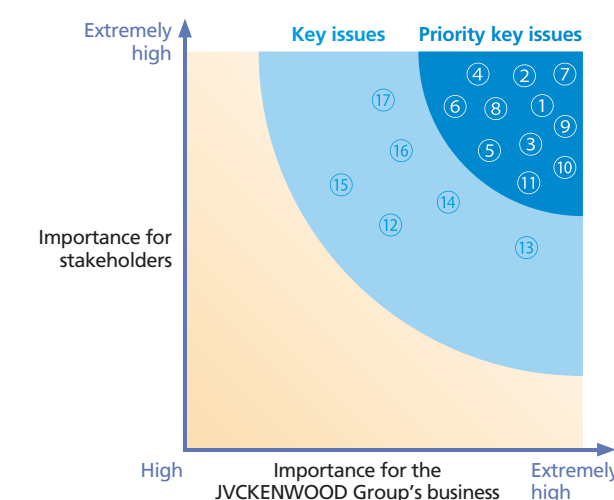 Extremely
high
Key issues
Priority key issues
④ ② ⑦
⑰ ⑥ ⑧ ① ⑨
⑯ ⑤ ③
⑩
⑮ ⑪
⑭
⑫
⑬
Importance for
stakeholders
High
Importance for the
JVCKENWOOD Group's business
Extremely
high